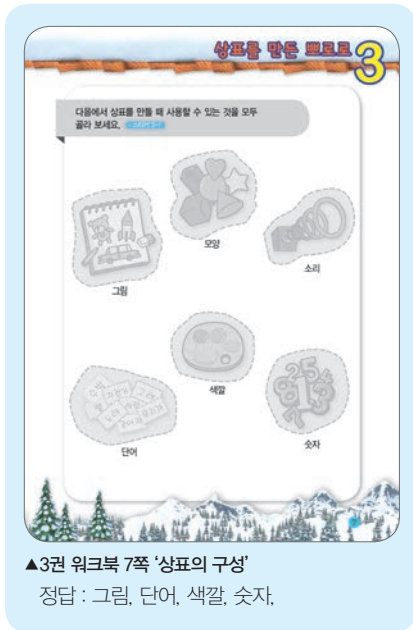 상표를 만든 뽀로로 3
다음에서 상표를 만들 때 사용할 수 있는 것을 모두
골라 보세요.
모양
소리
그림
색깔
단어
숫자
▲3권 워크북 7쪽 ‘상표의 구성’
정답 : 그림, 단어, 색깔, 숫자,